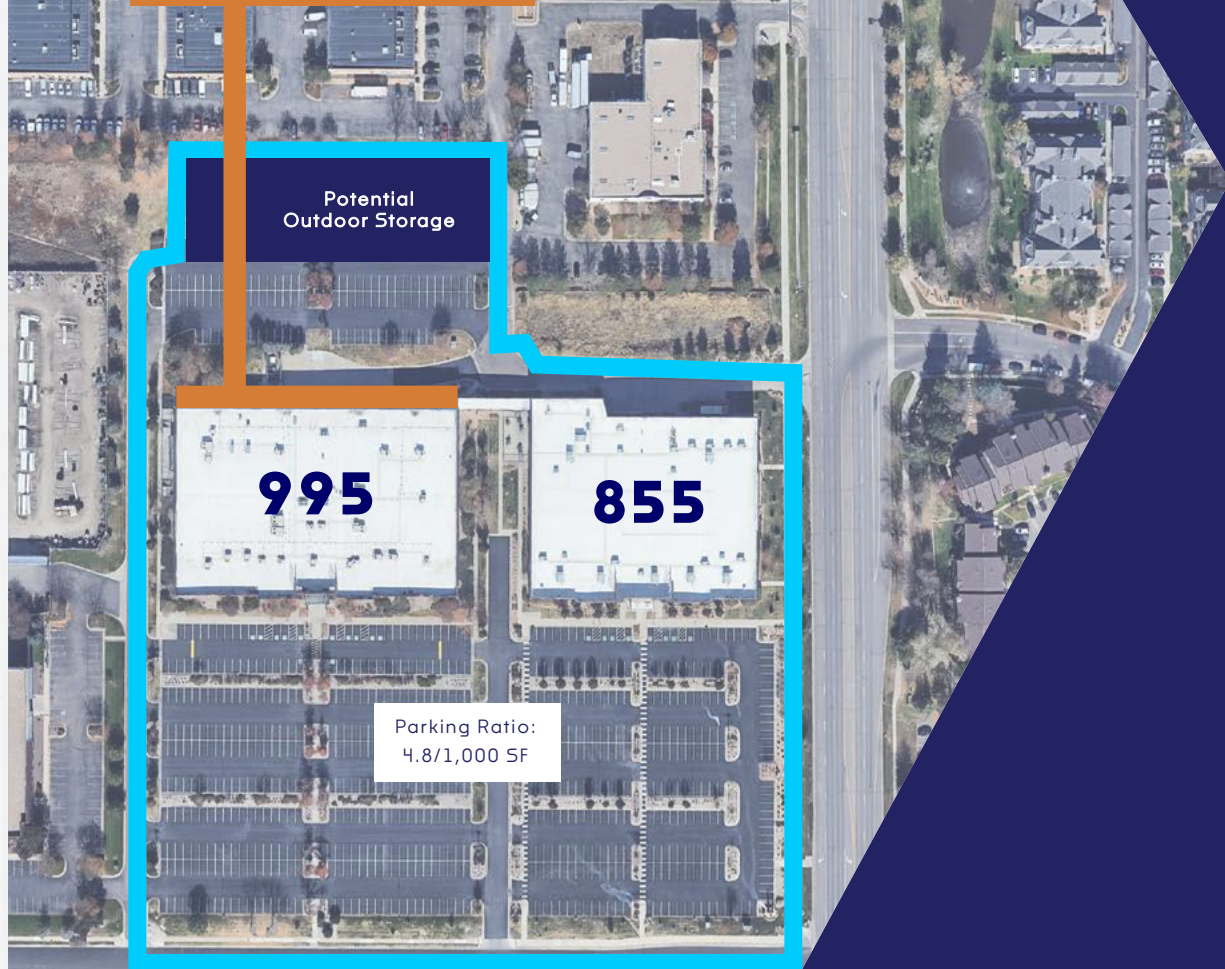 Potential
Outdoor Storage
995
855
Parking Ratio:
4.8/1,000 SF